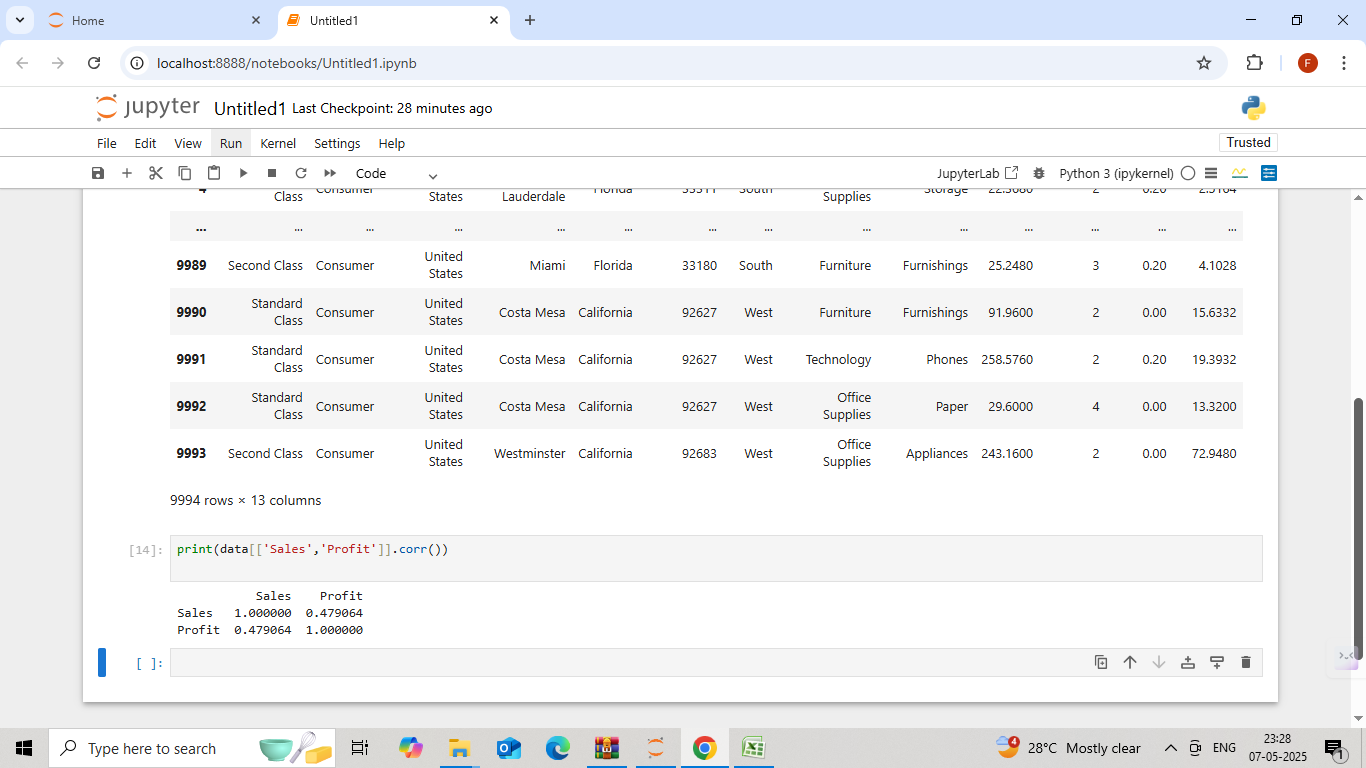 Home
Untitled1
localhost:8888/notebooks/Untitled1.ipynb
F
jupyter Untitled1 Last Checkpoint: 28 minutes ago
File Edit View Run Kernel Settings Help
Trusted
Code
JupyterLab
Python 3 (ipykernel)
4 Class Consumer States Lauderdale Florida 33311 South Supplies Storage 22.3680 2 0.20 2.5164
... ... ... ... ... ... ... ... ... ... ... ... ... ...
9989 Second Class Consumer United States Miami Florida 33180 South Furniture Furnishings 25.2480 3 0.20 4.1028
9990 Standard Class Consumer United States Costa Mesa California 92627 West Furniture Furnishings 91.9600 2 0.00 15.6332
9991 Standard Class Consumer United States Costa Mesa California 92627 West Technology Phones 258.5760 2 0.20 19.3932
9992 Standard Class Consumer United States Costa Mesa California 92627 West Office Supplies Paper 29.6000 4 0.00 13.3200
9993 Second Class Consumer United States Westminster California 92683 West Office Supplies Appliances 243.1600 2 0.00 72.9480
9994 rows × 13 columns
[14]: print(data[['Sales','Profit']].corr())
Sales Profit
Sales 1.000000 0.479064
Profit 0.479064 1.000000
[ ]:
Type here to search
4
28°C Mostly clear
ENG
23:28
07-05-2025
1